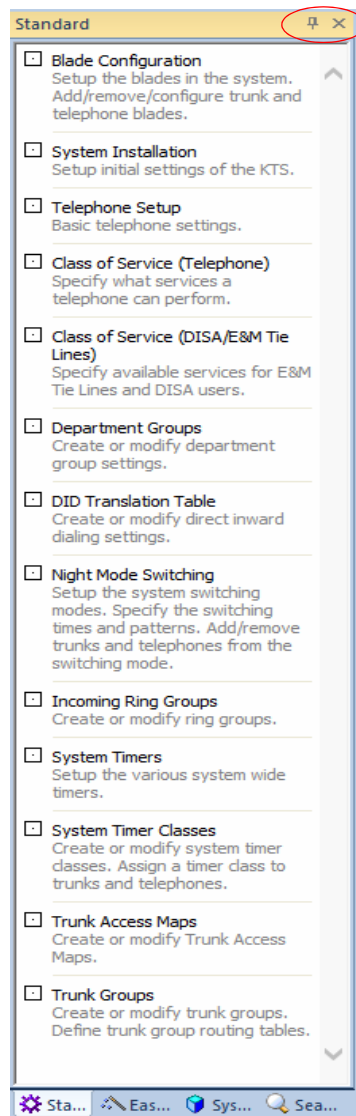 Standard
Blade Configuration
Setup the blades in the system.
Add/remove/configure trunk and
telephone blades.
System Installation
Setup initial settings of the KTS.
Telephone Setup
Basic telephone settings.
Class of Service (Telephone)
Specify what services a
telephone can perform.
Class of Service (DISA/E&M Tie
Lines)
Specify available services for E&M
Tie Lines and DISA users.
Department Groups
Create or modify department
group settings.
DID Translation Table
Create or modify direct inward
dialing settings.
Night Mode Switching
Setup the system switching
modes. Specify the switching
times and patterns. Add/remove
trunks and telephones from the
switching mode.
Incoming Ring Groups
Create or modify ring groups.
System Timers
Setup the various system wide
timers.
System Timer Classes
Create or modify system timer
classes. Assign a timer class to
trunks and telephones.
Trunk Access Maps
Create or modify Trunk Access
Maps.
Trunk Groups
Create or modify trunk groups.
Define trunk group routing tables.
Sta... Eas... Sys... Sea...